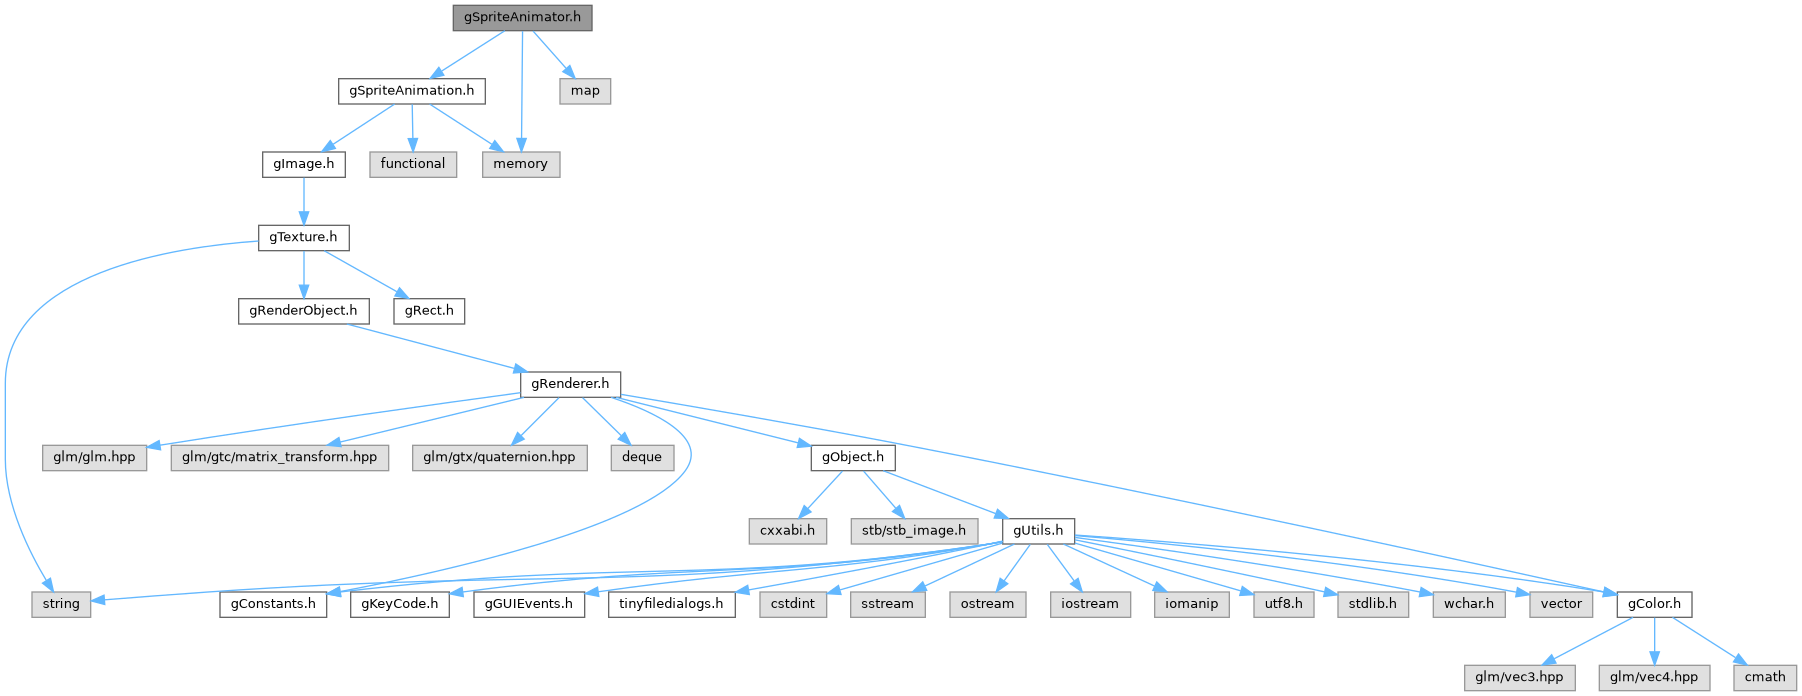 gSpriteAnimator.h
gSpriteAnimation.h
map
gImage.h
functional
memory
gTexture.h
gRenderObject.h
gRect.h
gRenderer.h
glm/glm.hpp
glm/gtc/matrix_transform.hpp
glm/gtx/quaternion.hpp
deque
gObject.h
cxxabi.h
stb/stb_image.h
gUtils.h
string
gConstants.h
gKeyCode.h
gGUIEvents.h
tinyfiledialogs.h
cstdint
sstream
ostream
iostream
iomanip
utf8.h
stdlib.h
wchar.h
vector
gColor.h
glm/vec3.hpp
glm/vec4.hpp
cmath